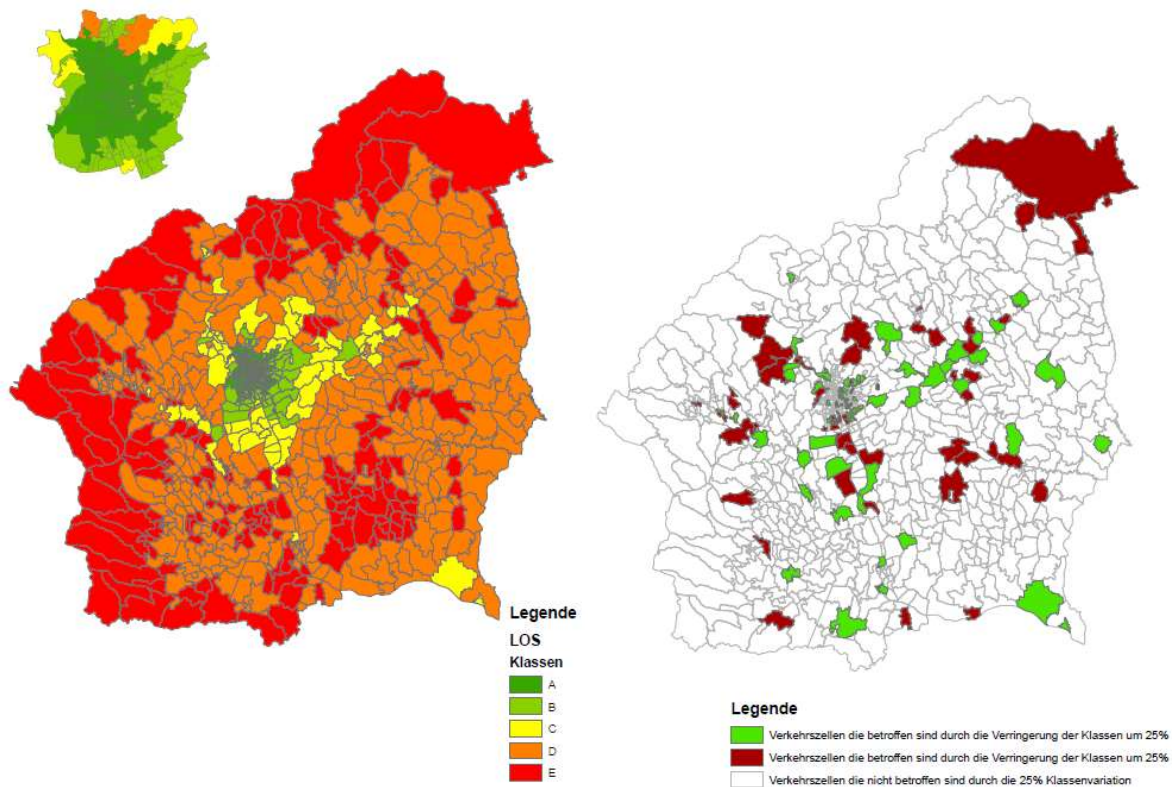 Legende
LOS
Klassen
A
B
C
D
E
Legende
Verkehrszellen die betroffen sind durch die Verringerung der Klassen um 25%
Verkehrszellen die betroffen sind durch die Verringerung der Klassen um 25%
Verkehrszellen die nicht betroffen sind durch die 25% Klassenvariation